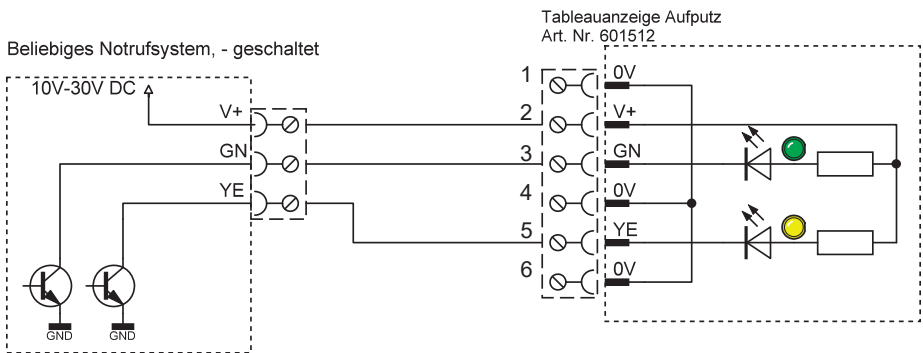 Tableauanzeige Aufputz
Art. Nr. 601512
Beliebiges Notrufsystem, - geschaltet
10V-30V DC
V+
GN
YE
GND
GND
1
0V
2
V+
3
GN
4
0V
5
YE
6
0V